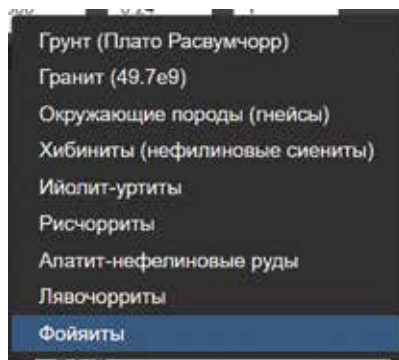 Грунт (Плато Расвумчорр)
Гранит (49.7e9)
Окружающие породы (гнейсы)
Хибиниты (нефилиновые сиениты)
Ийолит-уртиты
Рисчорриты
Апатит-нефелиновые руды
Лявочорриты
Фойяиты